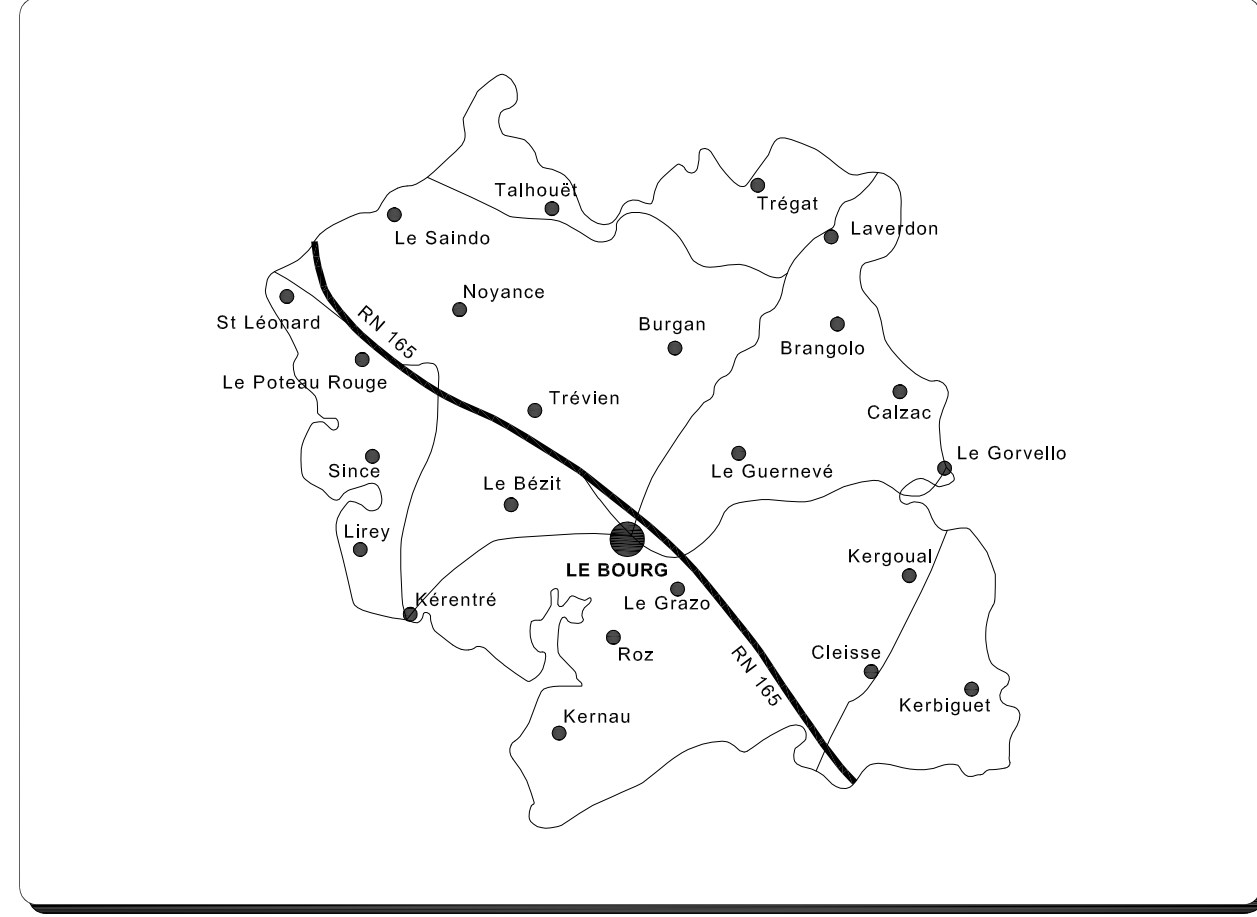 Talhouët
Trégat
Le Saindo
Laverdon
Noyance
St Léonard
RN 165
Burgan
Brangolo
Le Poteau Rouge
Trévien
Calzac
Since
Le Bézit
Le Guernevé
Le Gorvello
Lirey
LE BOURG
Kergoual
Kérentré
Le Grazo
Roz
RN 165
Cleisse
Kernau
Kerbiguet